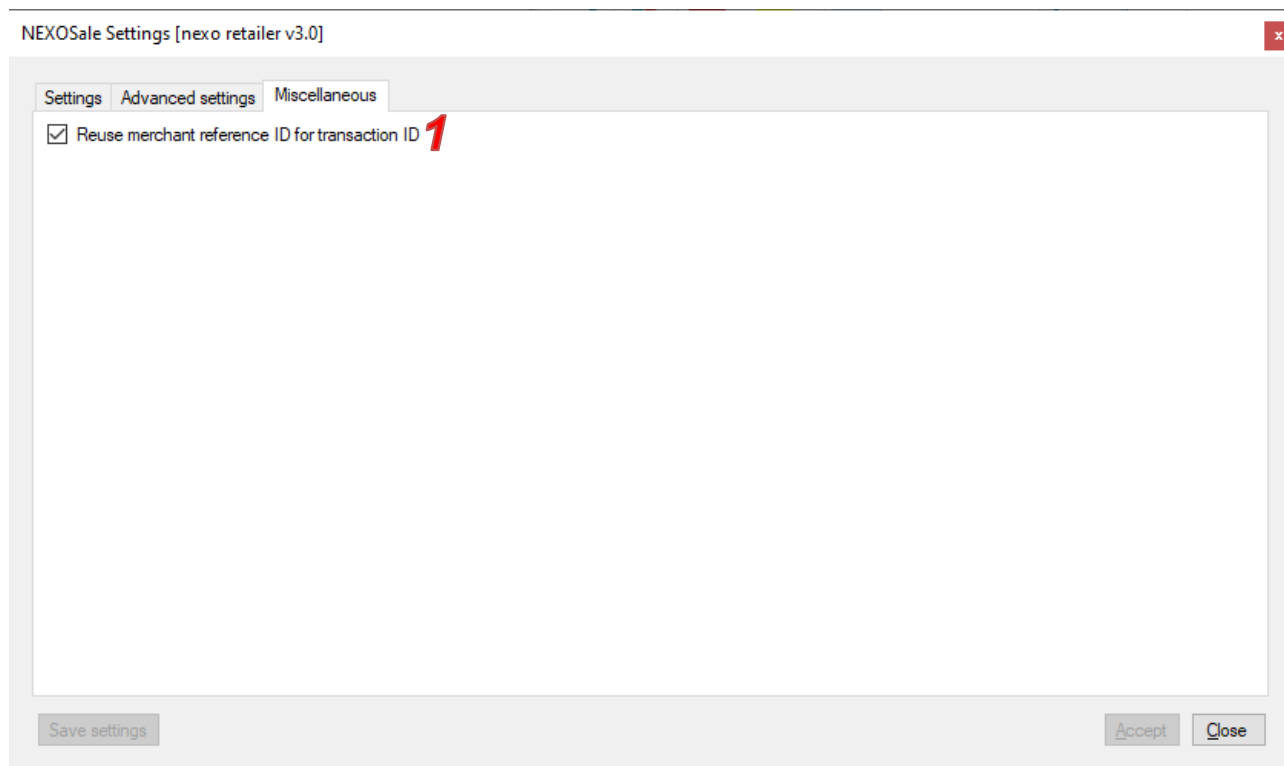 NEXOSale Settings [nexo retailer v3.0]
x
Settings Advanced settings Miscellaneous
Reuse merchant reference ID for transaction ID 1
Save settings Accept Close